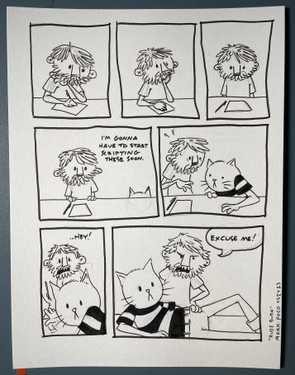 I'M GONNA
HAVE TO START
SCRIPTING
THESE SOON.
...HEY!
EXCUSE ME!